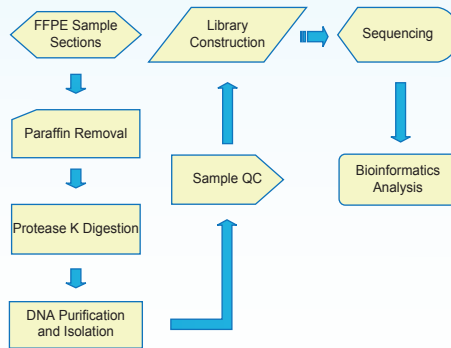 FFPE Sample
Sections
Paraffin Removal
Protease K Digestion
DNA Purification
and Isolation
Sample QC
Library
Construction
Sequencing
Bioinformatics
Analysis